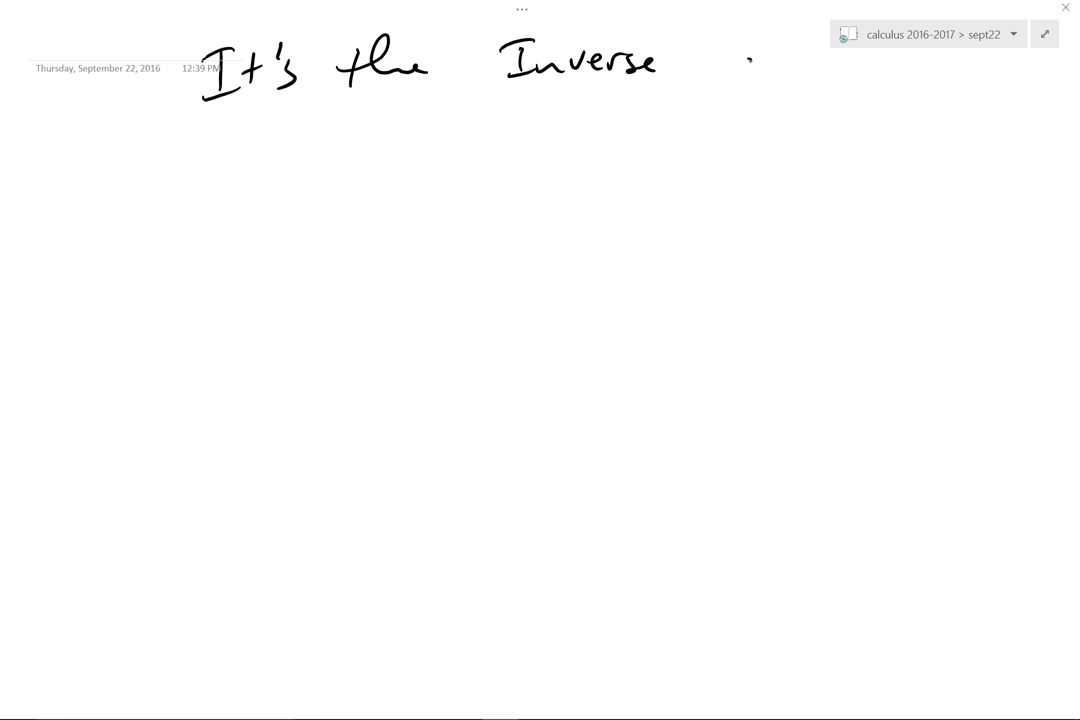 ...
calculus 2016-2017 > sept22
It's the Inverse
Thursday, September 22, 2016 12:39 PM